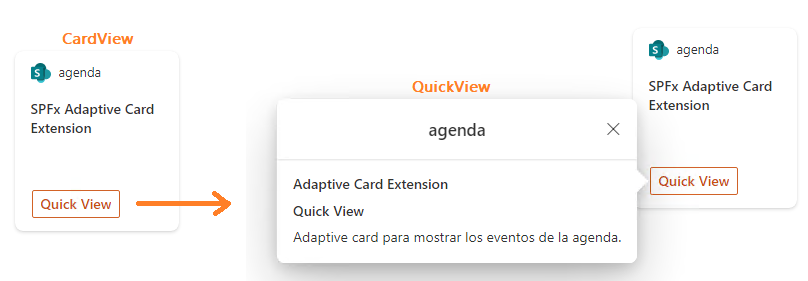 CardView
S agenda
SPFx Adaptive Card
Extension
Quick View
QuickView
agenda
Adaptive Card Extension
Quick View
Adaptive card para mostrar los eventos de la agenda.
S agenda
SPFx Adaptive Card
Extension
Quick View